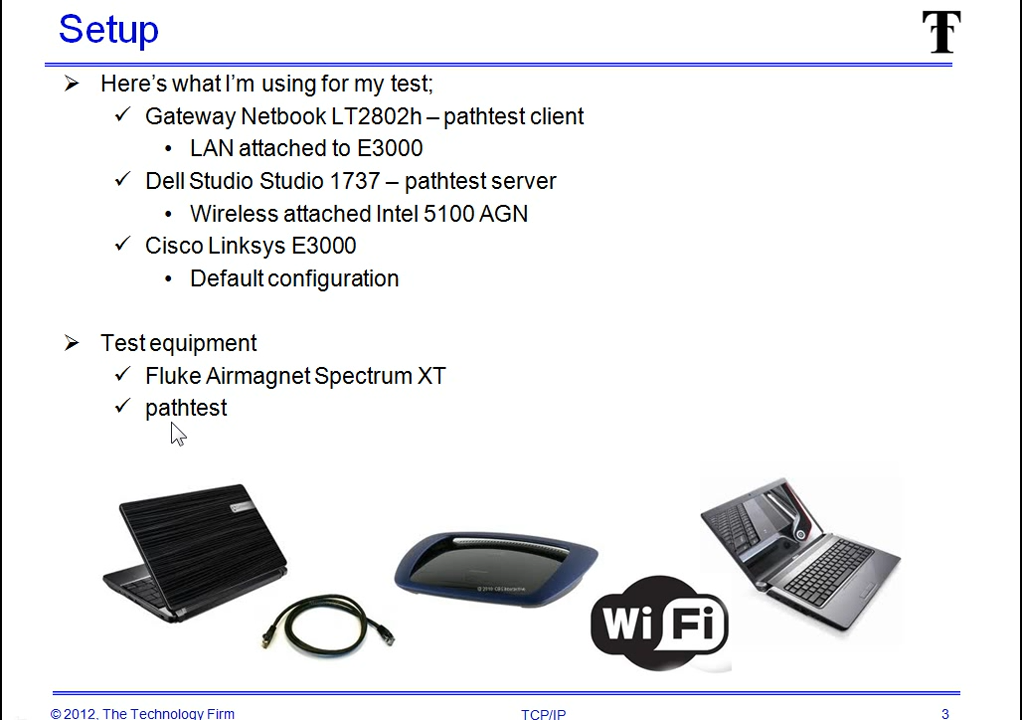 Setup
Here's what I'm using for my test;
Gateway Netbook LT2802h – pathtest client
LAN attached to E3000
Dell Studio Studio 1737 – pathtest server
Wireless attached Intel 5100 AGN
Cisco Linksys E3000
Default configuration
Test equipment
Fluke Airmagnet Spectrum XT
pathtest
Wi Fi
© 2012, The Technology Firm
TCP/IP
3